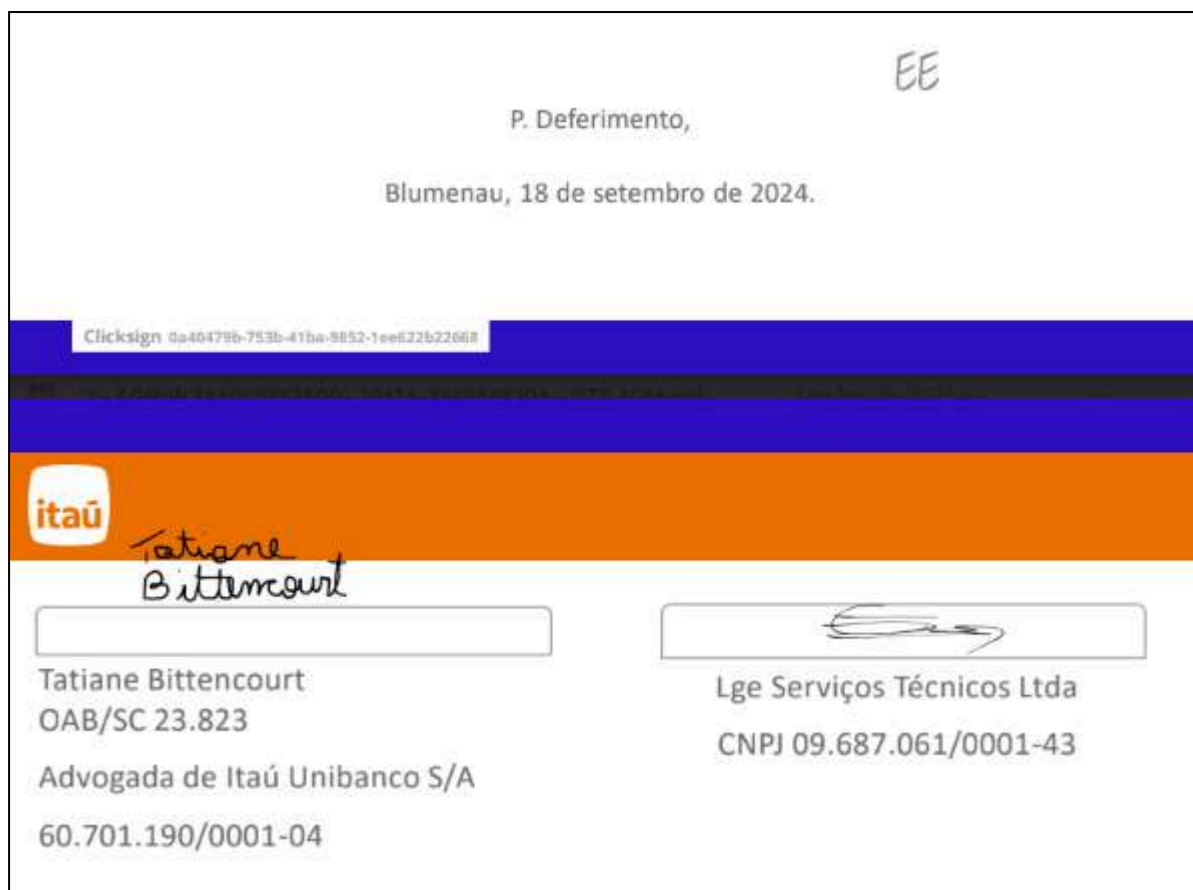 EE
P. Deferimento,
Blumenau, 18 de setembro de 2024.
Clicksign 0a40479b-753b-41ba-9852-1ee622b22668
itaú
Tatiane
Bittencourt
Tatiane Bittencourt
OAB/SC 23.823
Advogada de Itaú Unibanco S/A
60.701.190/0001-04
Lge Serviços Técnicos Ltda
CNPJ 09.687.061/0001-43